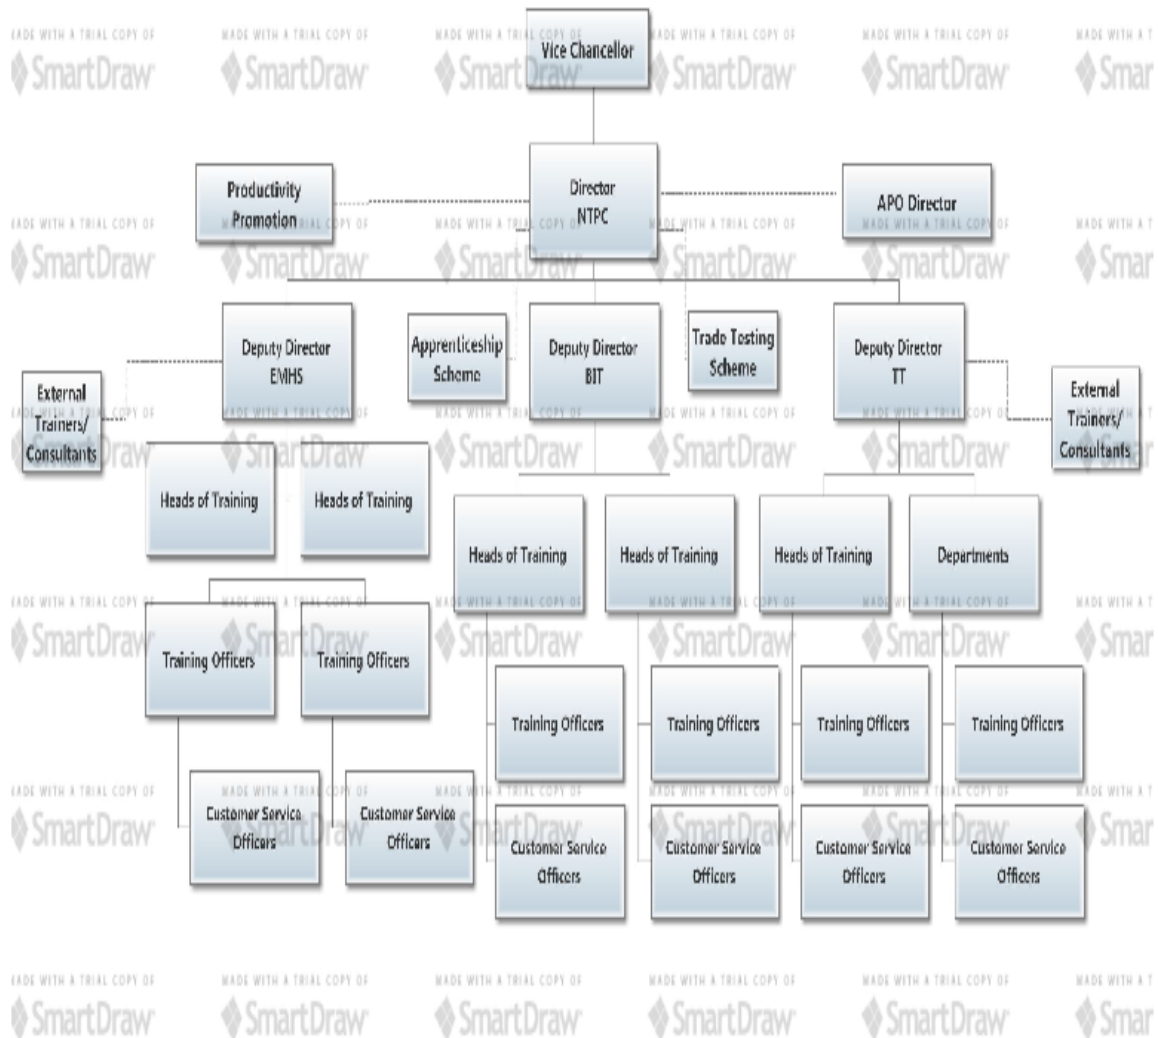 MADE WITH A TRIAL COPY OF
SmartDraw
Vice Chancellor
Productivity
Promotion
Director
NTPC
APO Director
Deputy Director
EMHS
Apprenticeship
Scheme
Deputy Director
BIT
Trade Testing
Scheme
Deputy Director
TT
External
Trainers/
Consultants
External
Trainers/
Consultants
Heads of Training
Heads of Training
Heads of Training
Heads of Training
Heads of Training
Departments
Training Officers
Training Officers
Training Officers
Training Officers
Training Officers
Training Officers
Customer Service
Officers
Customer Service
Officers
Customer Service
Officers
Customer Service
Officers
Customer Service
Officers
Customer Service
Officers